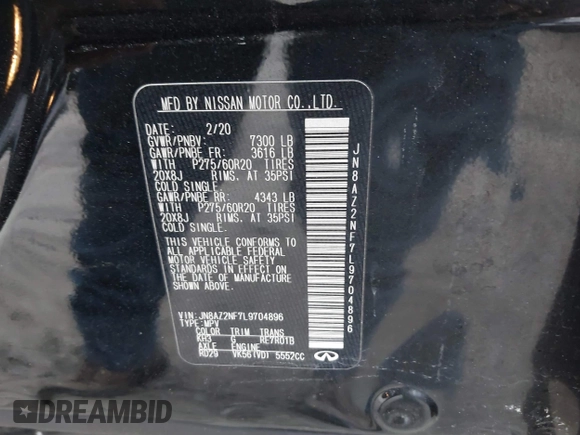 MFD BY NISSAN MOTOR CO.,LTD.
DATE: 2/20
GVWR/PNBV: 7300 LB
GAWR/PNBE FR: 3616 LB
WITH P275/60R20 TIRES
20X8J RIMS, AT 35PSI
COLD SINGLE
GAWR/PNBE RR: 4343 LB
WITH P275/60R20 TIRES
20X8J RIMS, AT 35PSI
COLD SINGLE.
THIS VEHICLE CONFORMS TO
ALL APPLICABLE FEDERAL
MOTOR VEHICLE SAFETY
STANDARDS IN EFFECT ON
THE DATE OF MANUFACTURE
SHOWN ABOVE.
VIN: JN8AZ2NF7L9704896
TYPE:MPV
COLOR TRIM TRANS
KH3 G RE7R01B
AXLE ENGINE
RD29 VK56(VD) 5552CC
JN8AZ2NF7L9704896
INFINITI
DREAMBID